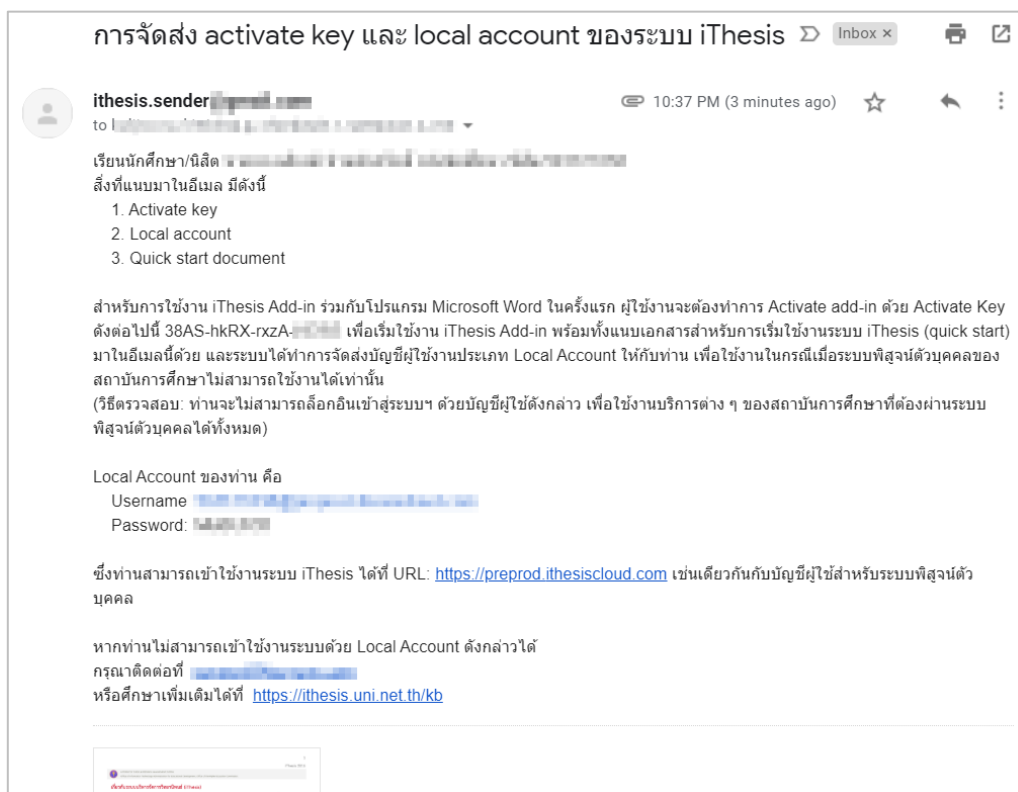 การจัดส่ง activate key และ local account ของระบบ iThesis Inbox ×
ithesis.sender
10:37 PM (3 minutes ago)
to
เรียนนักศึกษา/นิสิต
สิ่งที่แนบมาในอีเมล มีดังนี้
1. Activate key
2. Local account
3. Quick start document
สำหรับการใช้งาน iThesis Add-in ร่วมกับโปรแกรม Microsoft Word ในครั้งแรก ผู้ใช้งานจะต้องทำการ Activate add-in ด้วย Activate Key
ดังต่อไปนี้ 38AS-hkRX-rxzA- เพื่อเริ่มใช้งาน iThesis Add-in พร้อมทั้งแนบเอกสารสำหรับการเริ่มใช้งานระบบ iThesis (quick start)
มาในอีเมลนี้ด้วย และระบบได้ทำการจัดส่งบัญชีผู้ใช้งานประเภท Local Account ให้กับท่าน เพื่อใช้งานในกรณีเมื่อระบบพิสูจน์ตัวบุคคลของ
สถาบันการศึกษาไม่สามารถใช้งานได้เท่านั้น
(วิธีตรวจสอบ: ท่านจะไม่สามารถล็อกอินเข้าสู่ระบบฯ ด้วยบัญชีผู้ใช้ดังกล่าว เพื่อใช้งานบริการต่าง ๆ ของสถาบันการศึกษาที่ต้องผ่านระบบ
พิสูจน์ตัวบุคคลได้ทั้งหมด)
Local Account ของท่าน คือ
Username
Password:
ซึ่งท่านสามารถเข้าใช้งานระบบ iThesis ได้ที่ URL: https://preprod.ithesiscloud.com เช่นเดียวกันกับบัญชีผู้ใช้สำหรับระบบพิสูจน์ตัว
บุคคล
หากท่านไม่สามารถเข้าใช้งานระบบด้วย Local Account ดังกล่าวได้
กรุณาติดต่อที่
หรือศึกษาเพิ่มเติมได้ที่ https://ithesis.uni.net.th/kb